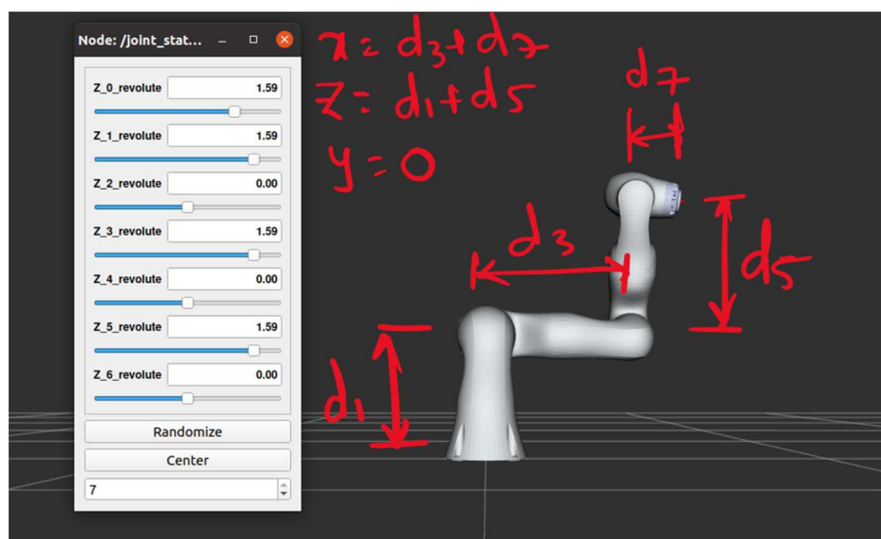 Node: /joint_stat...
Z_0_revolute 1.59
Z_1_revolute 1.59
Z_2_revolute 0.00
Z_3_revolute 1.59
Z_4_revolute 0.00
Z_5_revolute 1.59
Z_6_revolute 0.00
Randomize
Center
7
x = d3+d7
z = d1+d5
y = 0
d7
d3
d5
d1